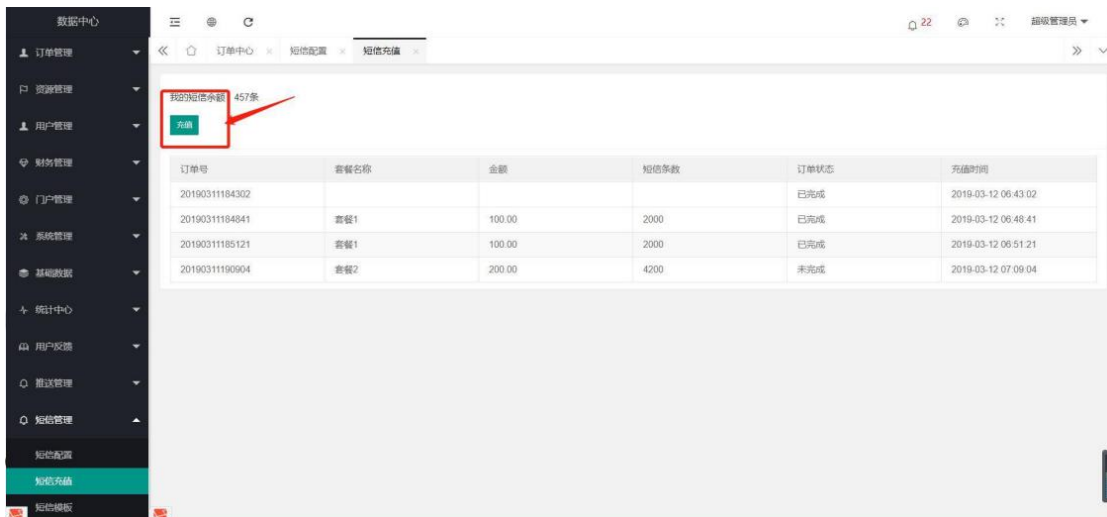 数据中心
22
超级管理员
订单管理
订单中心
短信配置
短信充值
资源管理
我的短信余额
457条
用户管理
充值
财务管理
订单号 套餐名称 金额 短信条数 订单状态 充值时间
门户管理
20190311184302 已完成 2019-03-12 06:43:02
20190311184841 套餐1 100.00 2000 已完成 2019-03-12 06:48:41
系统管理
20190311185121 套餐1 100.00 2000 已完成 2019-03-12 06:51:21
基础数据
20190311190904 套餐2 200.00 4200 未完成 2019-03-12 07:09:04
统计中心
用户反馈
推送管理
短信管理
短信配置
短信充值
短信模板